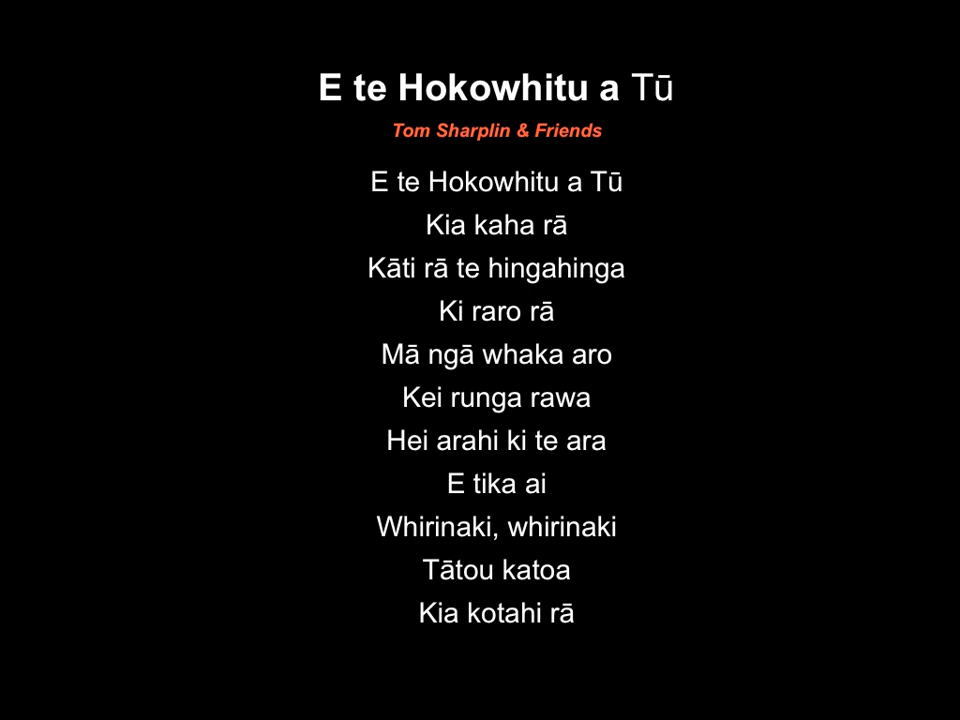 E te Hokowhitu a Tū
Tom Sharplin & Friends
E te Hokowhitu a Tū
Kia kaha rā
Kāti rā te hingahinga
Ki raro rā
Mā ngā whaka aro
Kei runga rawa
Hei arahi ki te ara
E tika ai
Whirinaki, whirinaki
Tātou katoa
Kia kotahi rā